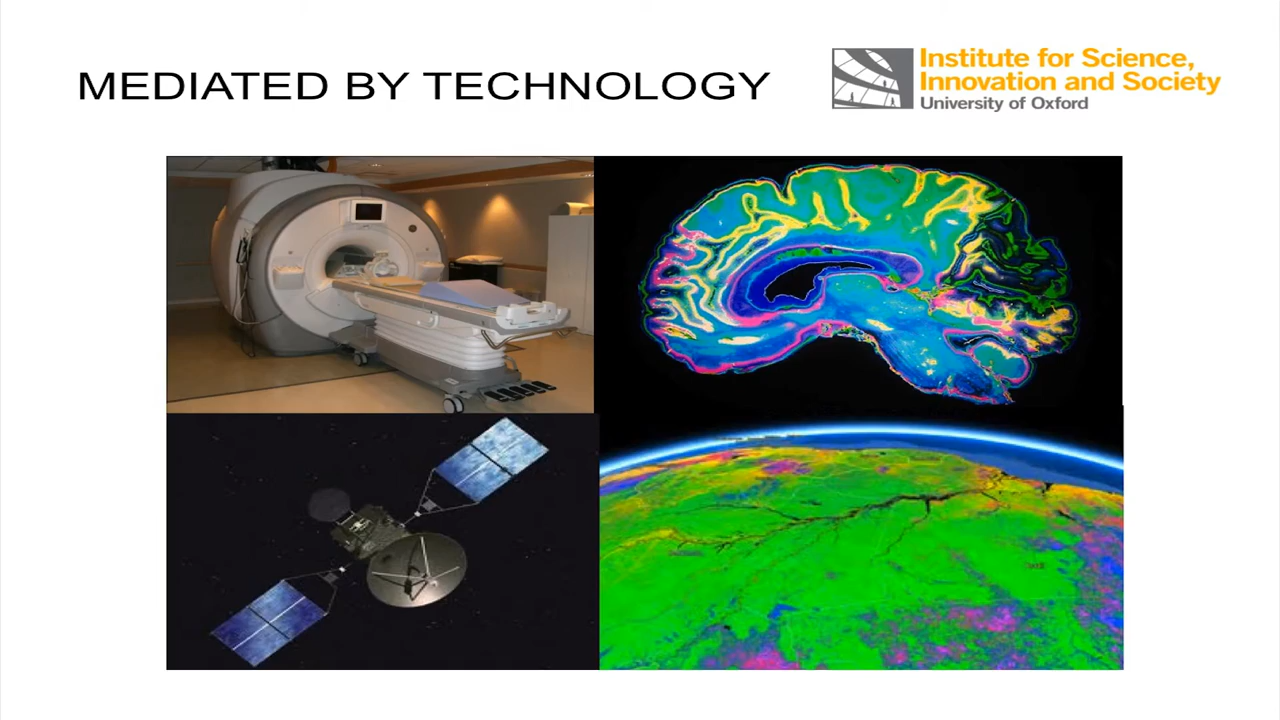 MEDIATED BY TECHNOLOGY
Institute for Science,
Innovation and Society
University of Oxford